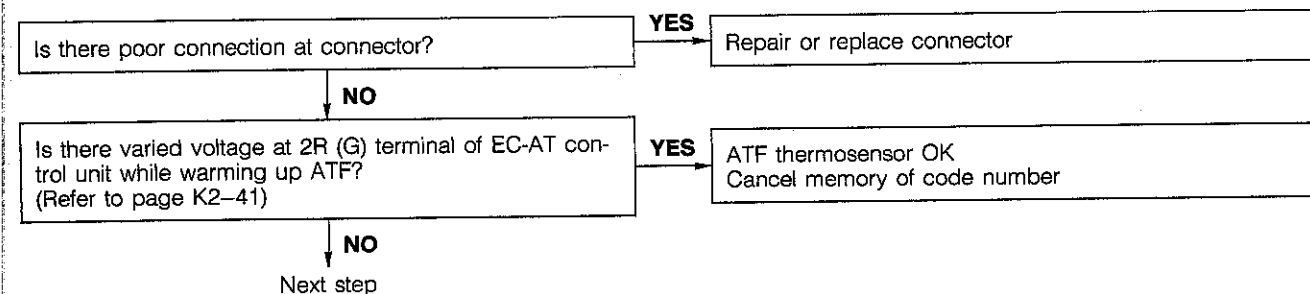 Is there poor connection at connector?
YES
Repair or replace connector
NO
Is there varied voltage at 2R (G) terminal of EC-AT con-
trol unit while warming up ATF?
(Refer to page K2–41)
YES
ATF thermosensor OK
Cancel memory of code number
NO
Next step